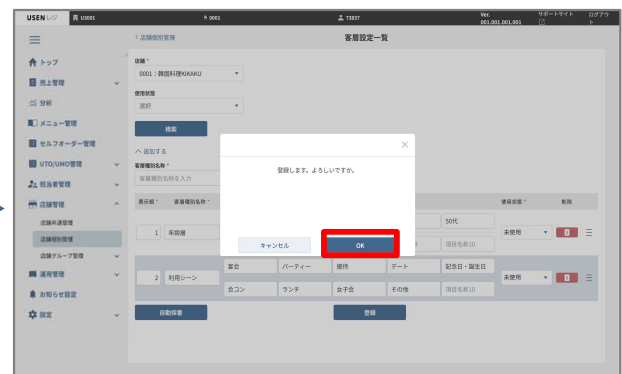 USEN レジ U3001 R 0001 73837 Ver. 001.001.001.001 サポートサイト ログアウト
< 店舗個別管理
客層設定一覧
トップ
売上管理
分析
メニュー管理
セルフオーダー管理
UTO/UNO管理
担当者管理
店舗管理
店舗共通管理
店舗個別管理
店舗グループ管理
運用管理
お知らせ設定
設定
店舗 *
0001:韓国料理KIKAKU
使用状態
選択
検索
へ 追加する
客層種別名称 *
客層種別名称を入力
表示順 * 客層種別名称 * 使用状態 * 削除
1 年齢層 50代 項目名称10 未使用
2 利用シーン 宴会 パーティー 接待 デート 記念日・誕生日 未使用
合コン ランチ 女子会 その他 項目名称10
自動採番 登録
登録します。よろしいですか。
キャンセル OK